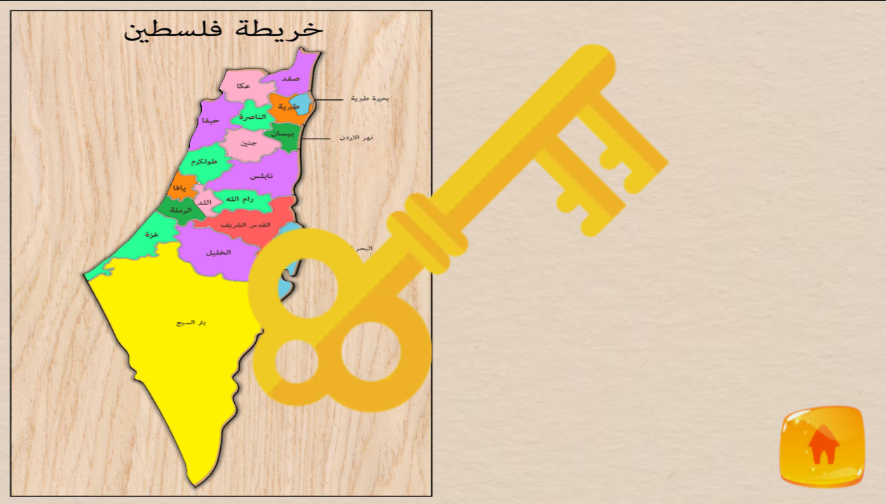 خريطة فلسطين
صفد
عكا
بحيرة طبرية
طبرية
الناصرة
حيفا
بيسان
نهر الاردن
جنين
طولكرم
نابلس
يافا
رام الله
اللد
الرملة
القدس الشريف
غزة
البحر
الخليل
بئر السبع